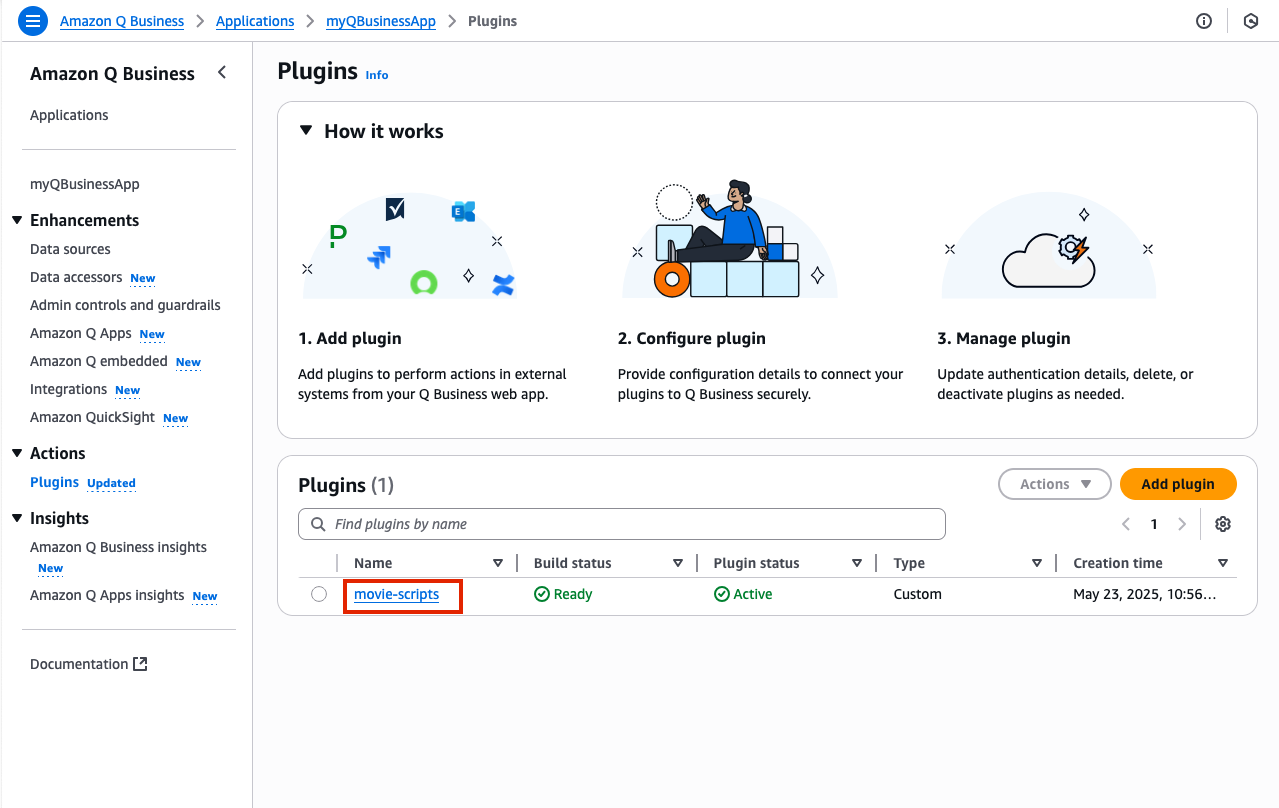 Amazon Q Business > Applications > myQBusinessApp > Plugins
Amazon Q Business
Applications
myQBusinessApp
Enhancements
Data sources
Data accessors New
Admin controls and guardrails
Amazon Q Apps New
Amazon Q embedded New
Integrations New
Amazon QuickSight New
Actions
Plugins Updated
Insights
Amazon Q Business insights
New
Amazon Q Apps insights New
Documentation
Plugins Info
How it works
E
1. Add plugin
Add plugins to perform actions in external
systems from your Q Business web app.
2. Configure plugin
Provide configuration details to connect your
plugins to Q Business securely.
3. Manage plugin
Update authentication details, delete, or
deactivate plugins as needed.
Plugins (1)
Actions
Add plugin
Find plugins by name
1
Name Build status Plugin status Type Creation time
movie-scripts Ready Active Custom May 23, 2025, 10:56…